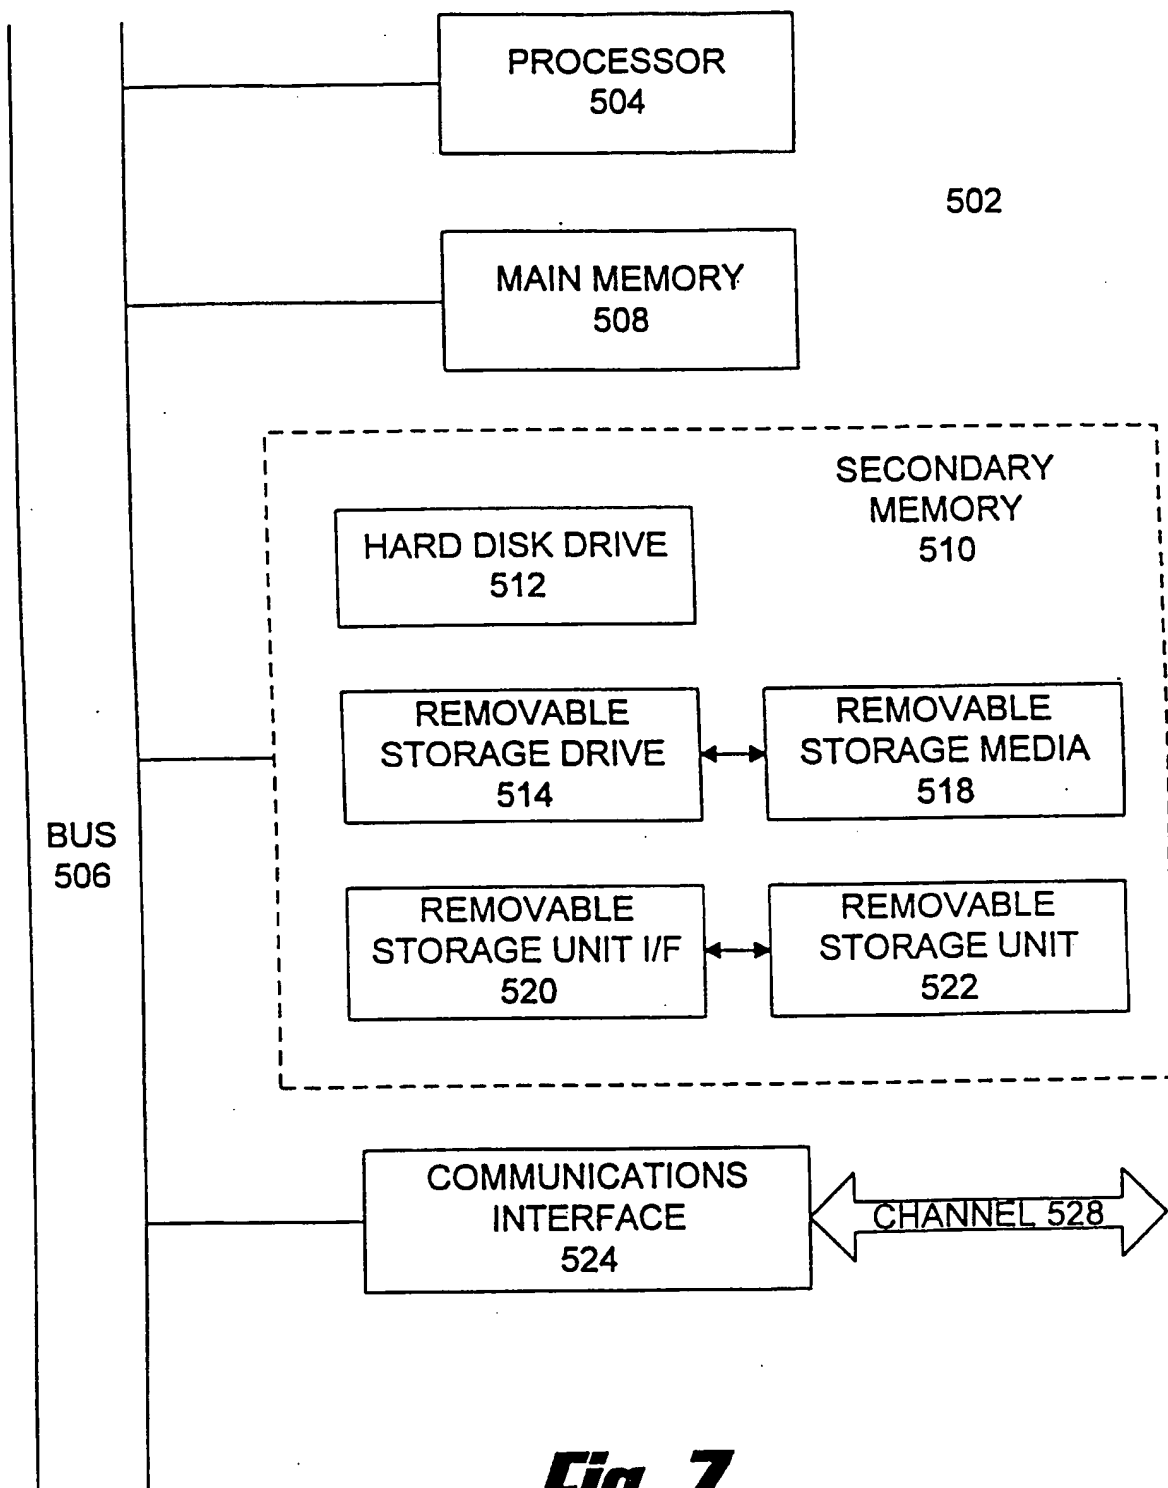 PROCESSOR
504
502
MAIN MEMORY
508
SECONDARY
MEMORY
510
HARD DISK DRIVE
512
REMOVABLE
STORAGE DRIVE
514
REMOVABLE
STORAGE MEDIA
518
BUS
506
REMOVABLE
STORAGE UNIT I/F
520
REMOVABLE
STORAGE UNIT
522
COMMUNICATIONS
INTERFACE
524
CHANNEL 528
Fig. 7